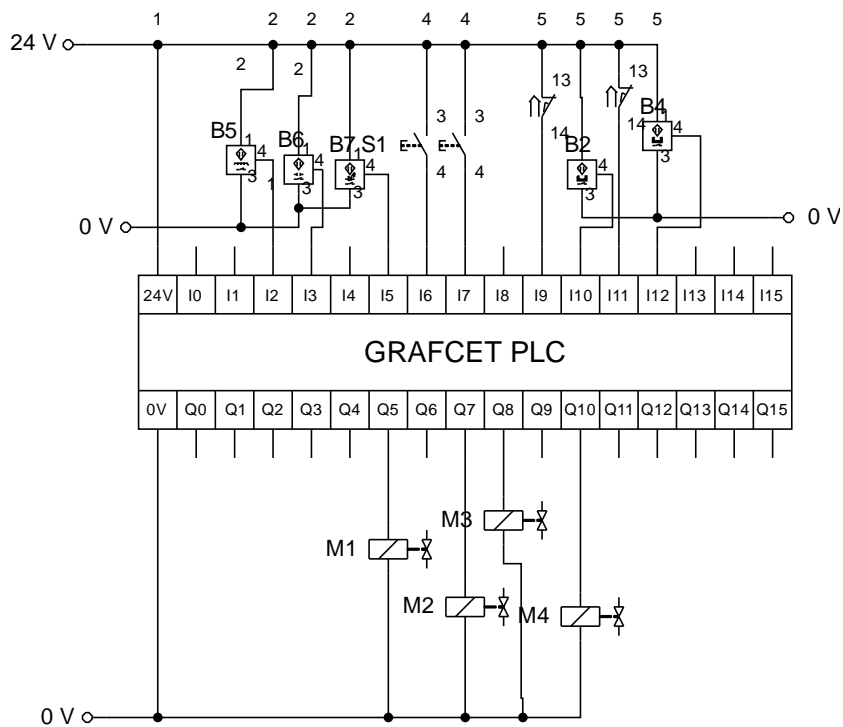 1 2 2 2 4 4 5 5 5 5
24 V
2 2
13 13
3 3
14 14
B5 B6 B7 S1 B2 B4
1 1 1 1
4 4 4 4 4
3 3 3 3 3
4 4
1
0 V 0 V
24V I0 I1 I2 I3 I4 I5 I6 I7 I8 I9 I10 I11 I12 I13 I14 I15
GRAFCET PLC
0V Q0 Q1 Q2 Q3 Q4 Q5 Q6 Q7 Q8 Q9 Q10 Q11 Q12 Q13 Q14 Q15
M3
M1
M2 M4
0 V